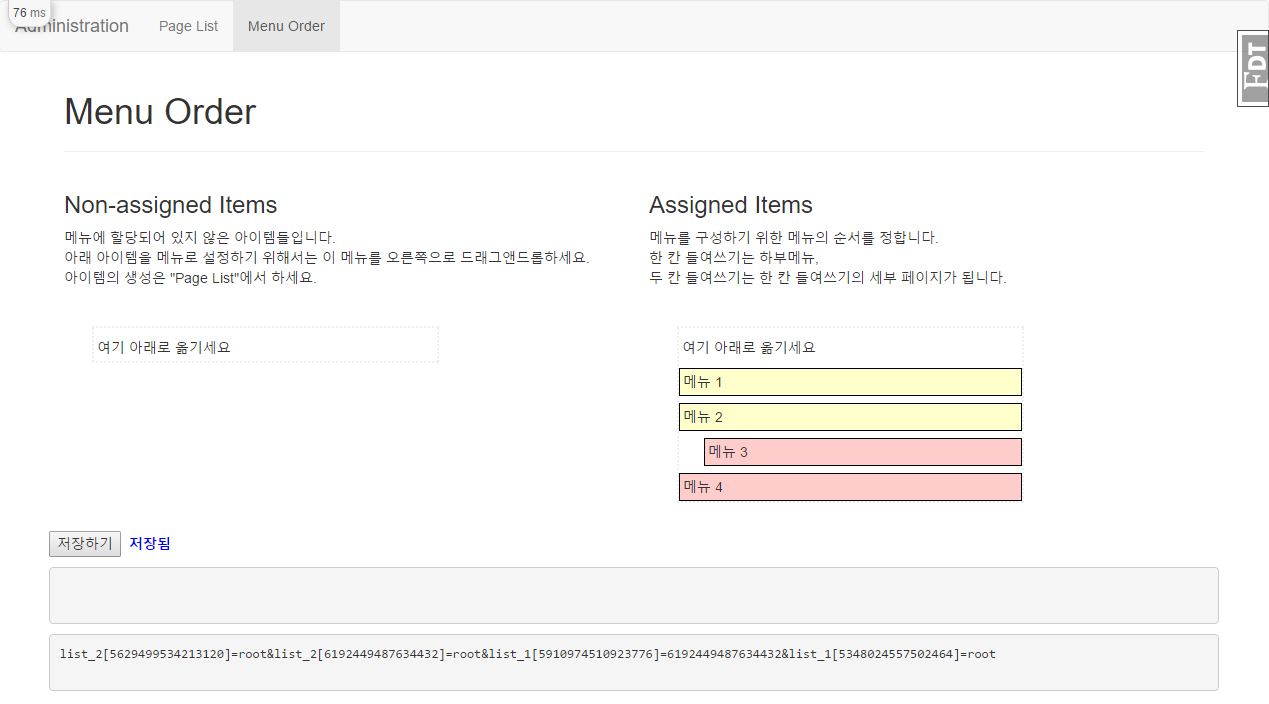 76 ms
Administration
Page List
Menu Order
FDT
Menu Order
Non-assigned Items
메뉴에 할당되어 있지 않은 아이템들입니다.
아래 아이템을 메뉴로 설정하기 위해서는 이 메뉴를 오른쪽으로 드래그앤드롭하세요.
아이템의 생성은 "Page List"에서 하세요.
여기 아래로 옮기세요
Assigned Items
메뉴를 구성하기 위한 메뉴의 순서를 정합니다.
한 칸 들여쓰기는 하부메뉴,
두 칸 들여쓰기는 한 칸 들여쓰기의 세부 페이지가 됩니다.
여기 아래로 옮기세요
메뉴 1
메뉴 2
메뉴 3
메뉴 4
저장하기
저장됨
list_2[5629499534213120]=root&list_2[6192449487634432]=root&list_1[5910974510923776]=6192449487634432&list_1[5348024557502464]=root